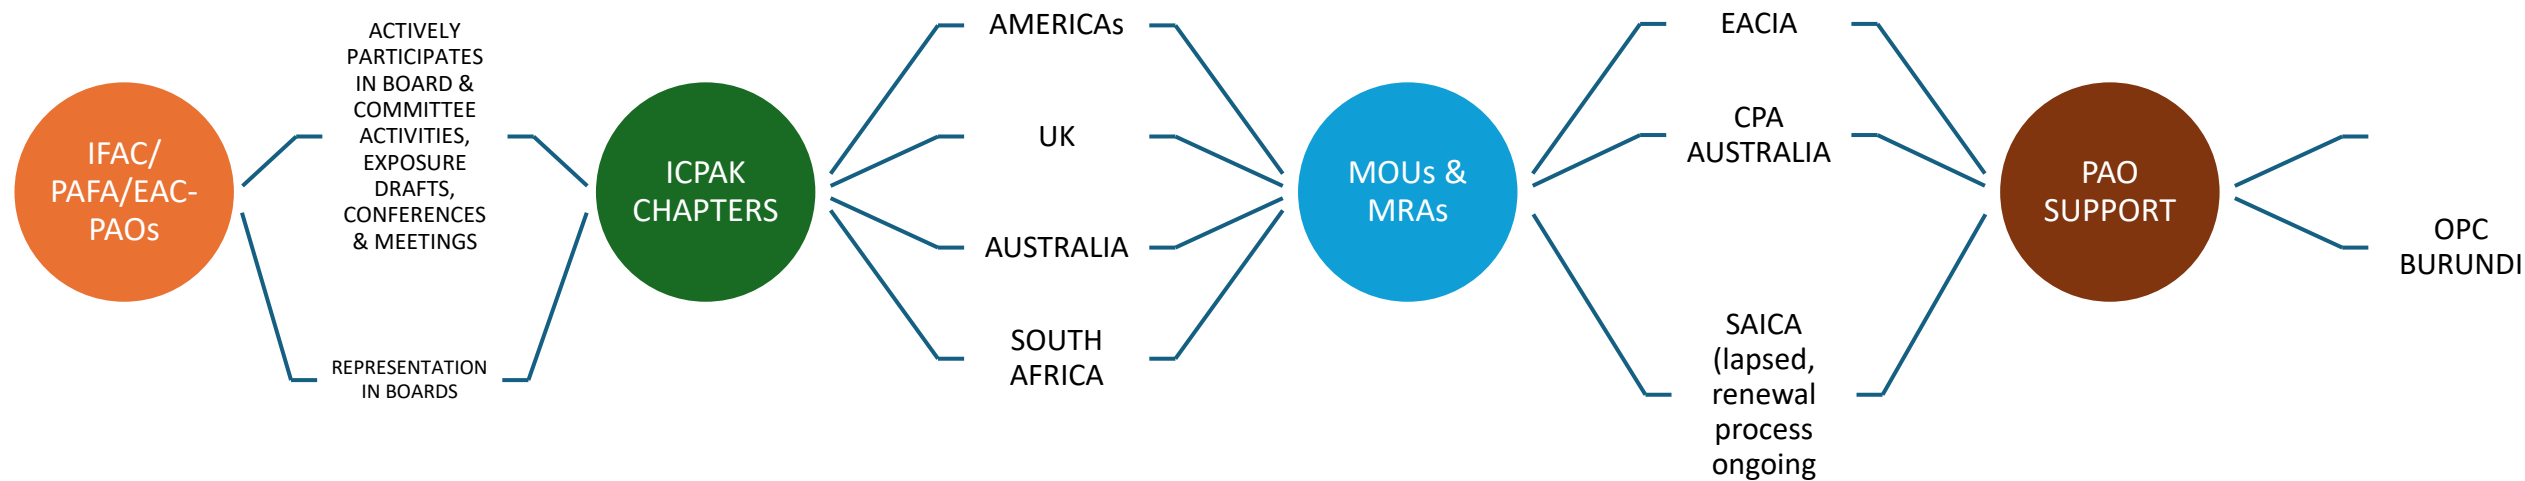 IFAC/
PAFA/EAC-
PAOs
ACTIVELY
PARTICIPATES
IN BOARD &
COMMITTEE
ACTIVITIES,
EXPOSURE
DRAFTS,
CONFERENCES
& MEETINGS
REPRESENTATION
IN BOARDS
ICPAK
CHAPTERS
AMERICAs
UK
AUSTRALIA
SOUTH
AFRICA
MOUs &
MRAs
EACIA
CPA
AUSTRALIA
SAICA
(lapsed,
renewal
process
ongoing
PAO
SUPPORT
OPC
BURUNDI